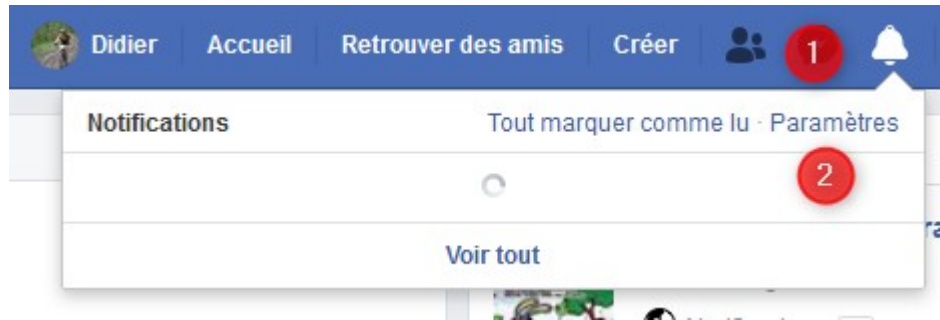 Didier Accueil Retrouver des amis Créer 1
Notifications Tout marquer comme lu · Paramètres
2
Voir tout